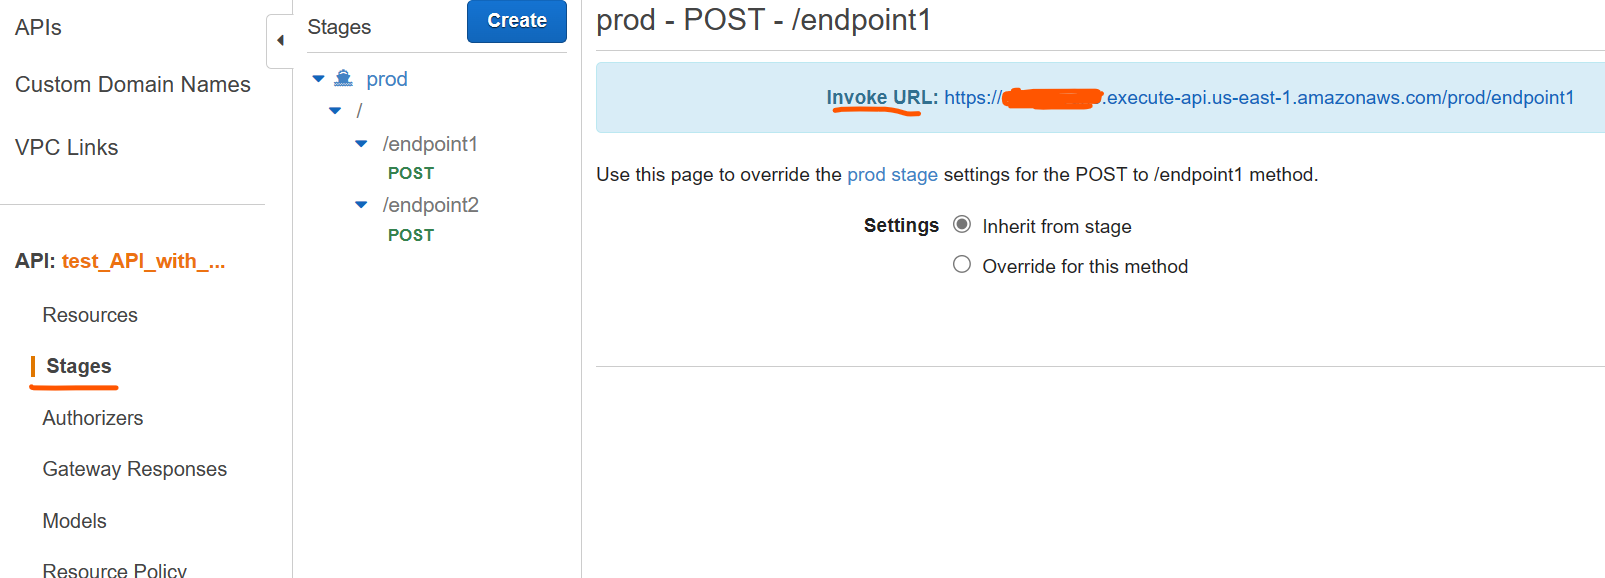 APIs
Custom Domain Names
VPC Links
API: test_API_with_...
Resources
Stages
Authorizers
Gateway Responses
Models
Resource Policy
Stages
Create
prod
/
/endpoint1
POST
/endpoint2
POST
prod - POST - /endpoint1
Invoke URL: https:// .execute-api.us-east-1.amazonaws.com/prod/endpoint1
Use this page to override the prod stage settings for the POST to /endpoint1 method.
Settings Inherit from stage
Override for this method